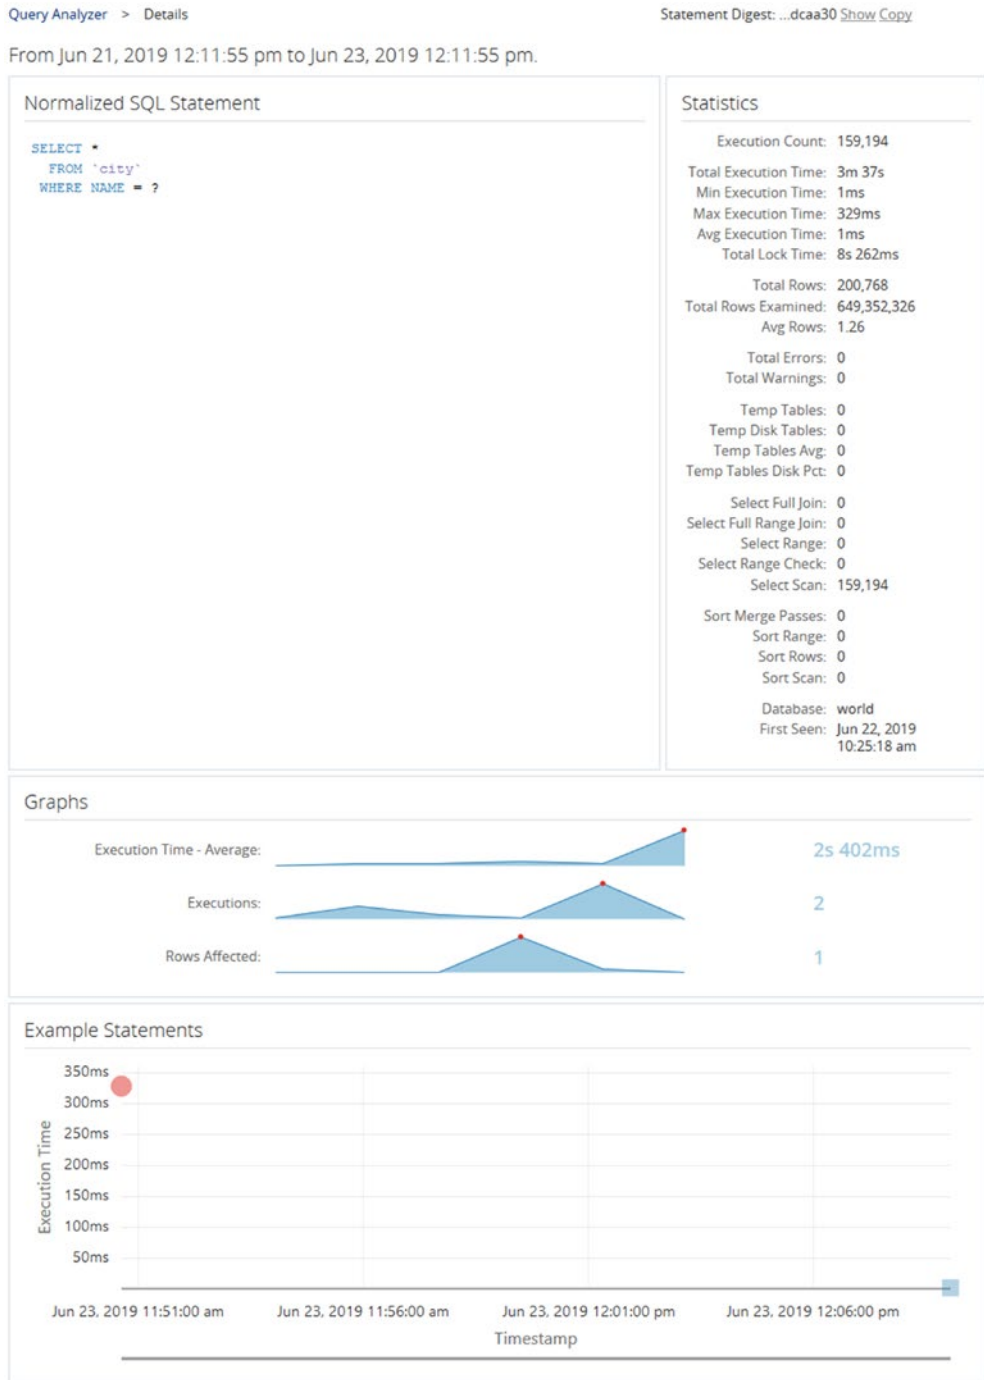 Query Analyzer > Details
Statement Digest: ...dcaa30 Show Copy
From Jun 21, 2019 12:11:55 pm to Jun 23, 2019 12:11:55 pm.
Normalized SQL Statement
SELECT *
FROM `city`
WHERE NAME = ?
Statistics
Execution Count: 159,194
Total Execution Time: 3m 37s
Min Execution Time: 1ms
Max Execution Time: 329ms
Avg Execution Time: 1ms
Total Lock Time: 8s 262ms
Total Rows: 200,768
Total Rows Examined: 649,352,326
Avg Rows: 1.26
Total Errors: 0
Total Warnings: 0
Temp Tables: 0
Temp Disk Tables: 0
Temp Tables Avg: 0
Temp Tables Disk Pct: 0
Select Full Join: 0
Select Full Range Join: 0
Select Range: 0
Select Range Check: 0
Select Scan: 159,194
Sort Merge Passes: 0
Sort Range: 0
Sort Rows: 0
Sort Scan: 0
Database: world
First Seen: Jun 22, 2019
10:25:18 am
Graphs
Execution Time - Average: 2s 402ms
Executions: 2
Rows Affected: 1
Example Statements
350ms
300ms
250ms
200ms
150ms
100ms
50ms
Execution Time
Jun 23, 2019 11:51:00 am Jun 23, 2019 11:56:00 am Jun 23, 2019 12:01:00 pm Jun 23, 2019 12:06:00 pm
Timestamp